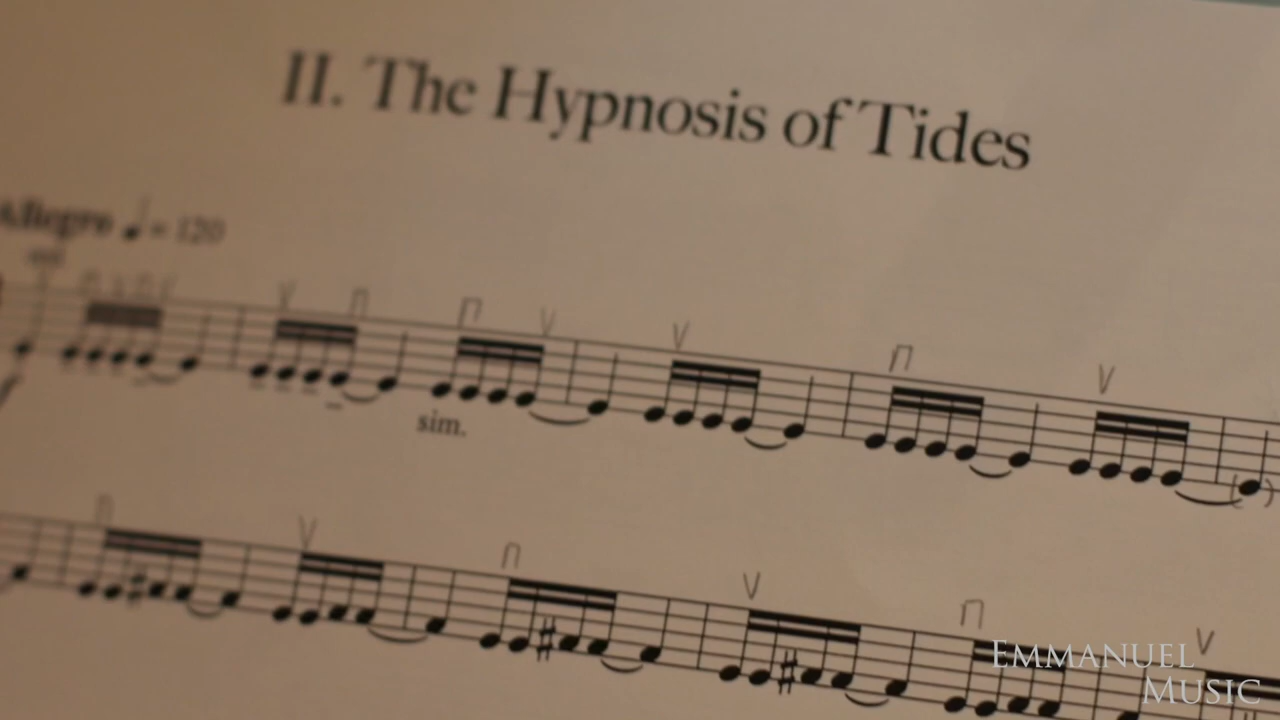 II. The Hypnosis of Tides
Allegro ♩ = 120
sim.
EMMANUEL
MUSIC